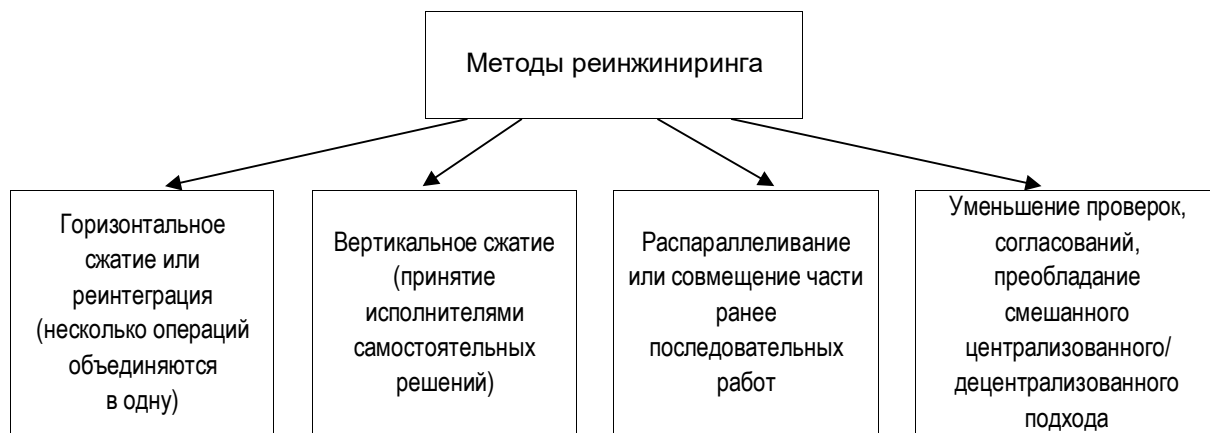 Методы реинжиниринга
Горизонтальное
сжатие или
реинтеграция
(несколько операций
объединяются
в одну)
Вертикальное сжатие
(принятие
исполнителями
самостоятельных
решений)
Распараллеливание
или совмещение части
ранее
последовательных
работ
Уменьшение проверок,
согласований,
преобладание
смешанного
централизованного/
децентрализованного
подхода